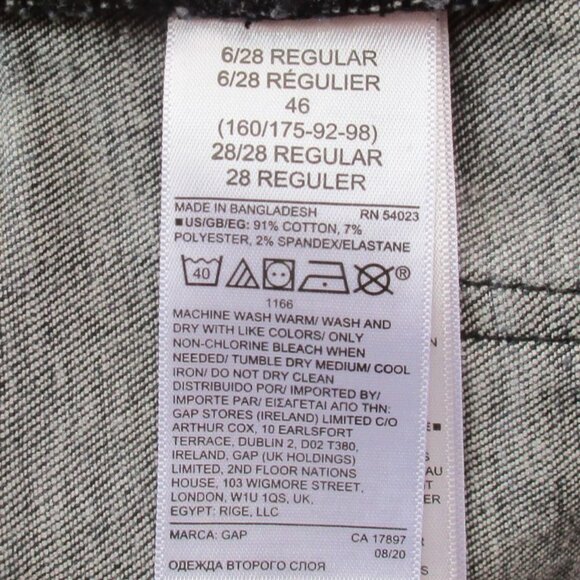 6/28 REGULAR
6/28 RÉGULIER
46
(160/175-92-98)
28/28 REGULAR
28 REGULER
MADE IN BANGLADESH RN 54023
■US/GB/EG: 91% COTTON, 7%
POLYESTER, 2% SPANDEX/ELASTANE
40 ®
1166
MACHINE WASH WARM/ WASH AND
DRY WITH LIKE COLORS/ ONLY
NON-CHLORINE BLEACH WHEN
NEEDED/ TUMBLE DRY MEDIUM/ COOL
IRON/ DO NOT DRY CLEAN
DISTRIBUIDO POR/ IMPORTED BY/
IMPORTE PAR/ ΕΙΣΑΓΕΤΑΙ ΑΠΟ ΤΗΝ:
GAP STORES (IRELAND) LIMITED C/O
ARTHUR COX, 10 EARLSFORT
TERRACE, DUBLIN 2, D02 T380,
IRELAND, GAP (UK HOLDINGS)
LIMITED, 2ND FLOOR NATIONS
HOUSE, 103 WIGMORE STREET,
LONDON, W1U 1QS, UK,
EGYPT: RIGE, LLC
MARCA: GAP CA 17897
08/20
ОДЕЖДА ВТОРОГО СЛОЯ